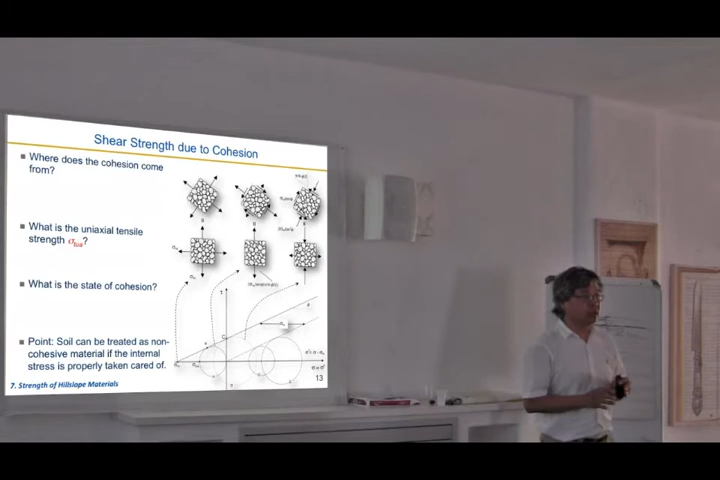 Shear Strength due to Cohesion
■ Where does the cohesion come
from?
■ What is the uniaxial tensile
strength σtua?
■ What is the state of cohesion?
■ Point: Soil can be treated as non-
cohesive material if the internal
stress is properly taken cared of.
7. Strength of Hillslope Materials
13